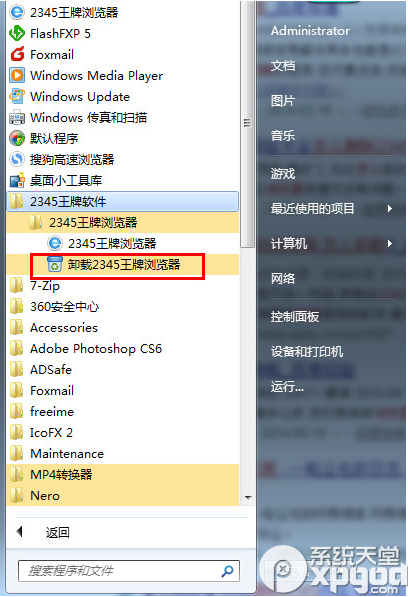 2345王牌浏览器
FlashFXP 5
Foxmail
Windows Media Player
Windows Update
Windows 传真和扫描
默认程序
搜狗高速浏览器
桌面小工具库
2345王牌软件
2345王牌浏览器
2345王牌浏览器
卸载2345王牌浏览器
7-Zip
360安全中心
Accessories
Adobe Photoshop CS6
ADSafe
Foxmail
freeime
IcoFX 2
Maintenance
MP4转换器
Nero
返回
搜索程序和文件
Administrator
文档
图片
音乐
游戏
最近使用的项目
计算机
网络
控制面板
设备和打印机
运行...
系统天堂
xpgod.com